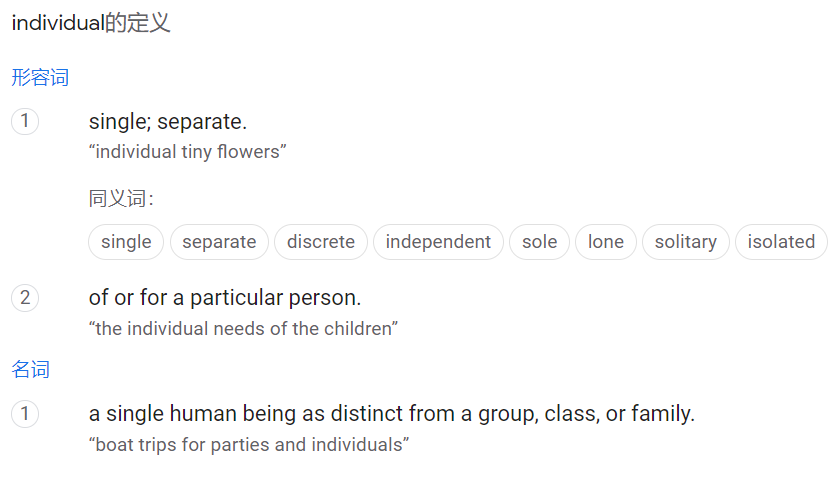 individual的定义
形容词
1 single; separate.
“individual tiny flowers”
同义词：
single separate discrete independent sole lone solitary isolated
2 of or for a particular person.
“the individual needs of the children”
名词
1 a single human being as distinct from a group, class, or family.
“boat trips for parties and individuals”